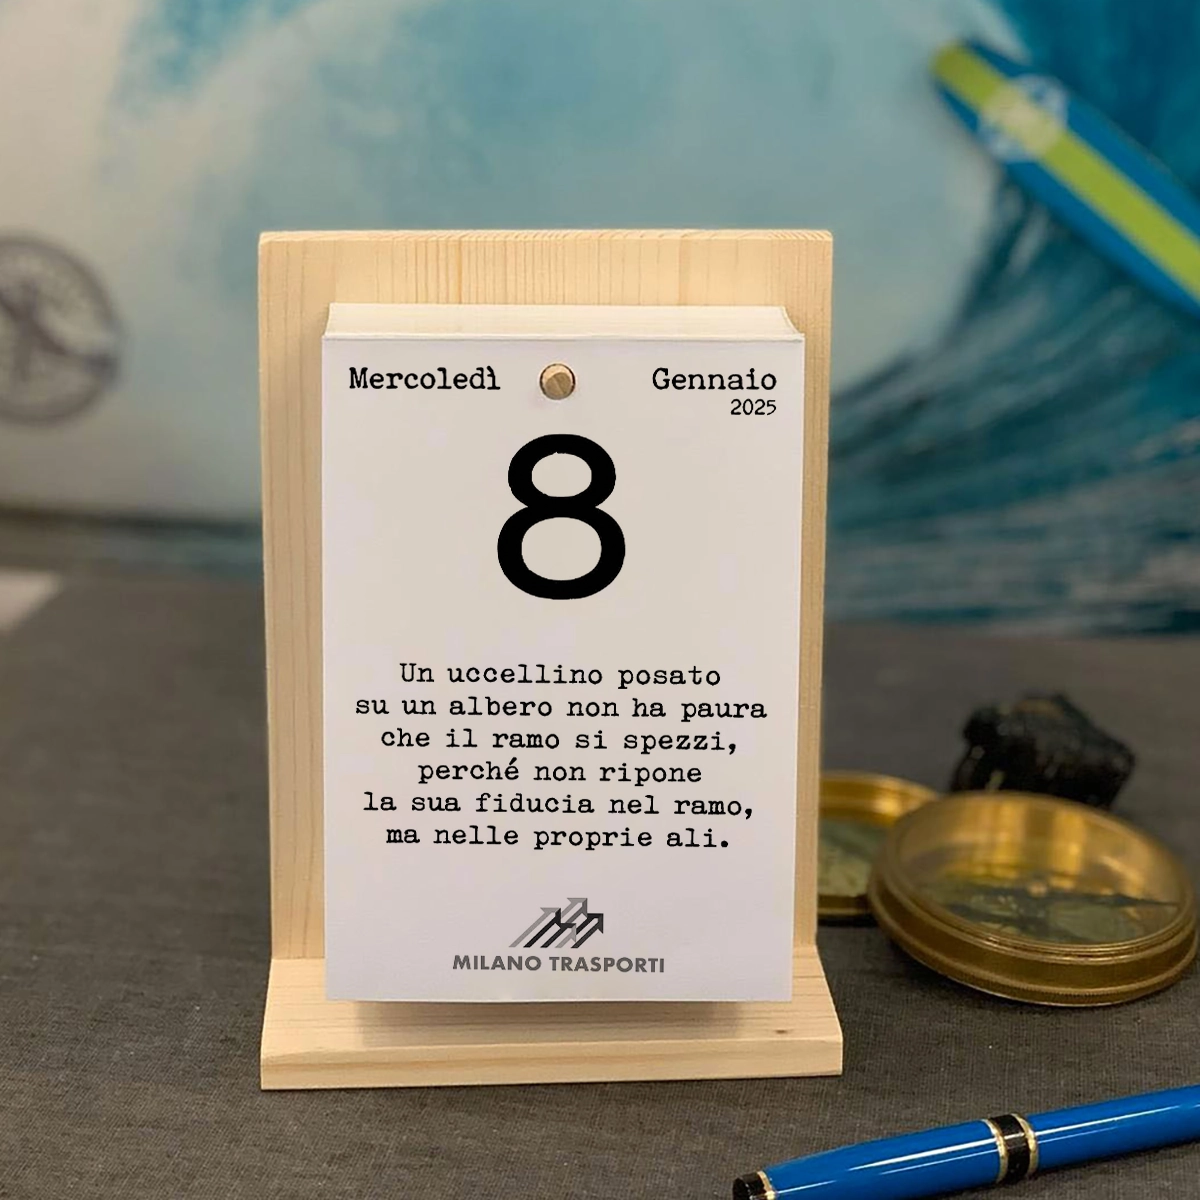 Mercoledì
Gennaio
2025
8
Un uccellino posato
su un albero non ha paura
che il ramo si spezzi,
perché non ripone
la sua fiducia nel ramo,
ma nelle proprie ali.
MILANO TRASPORTI